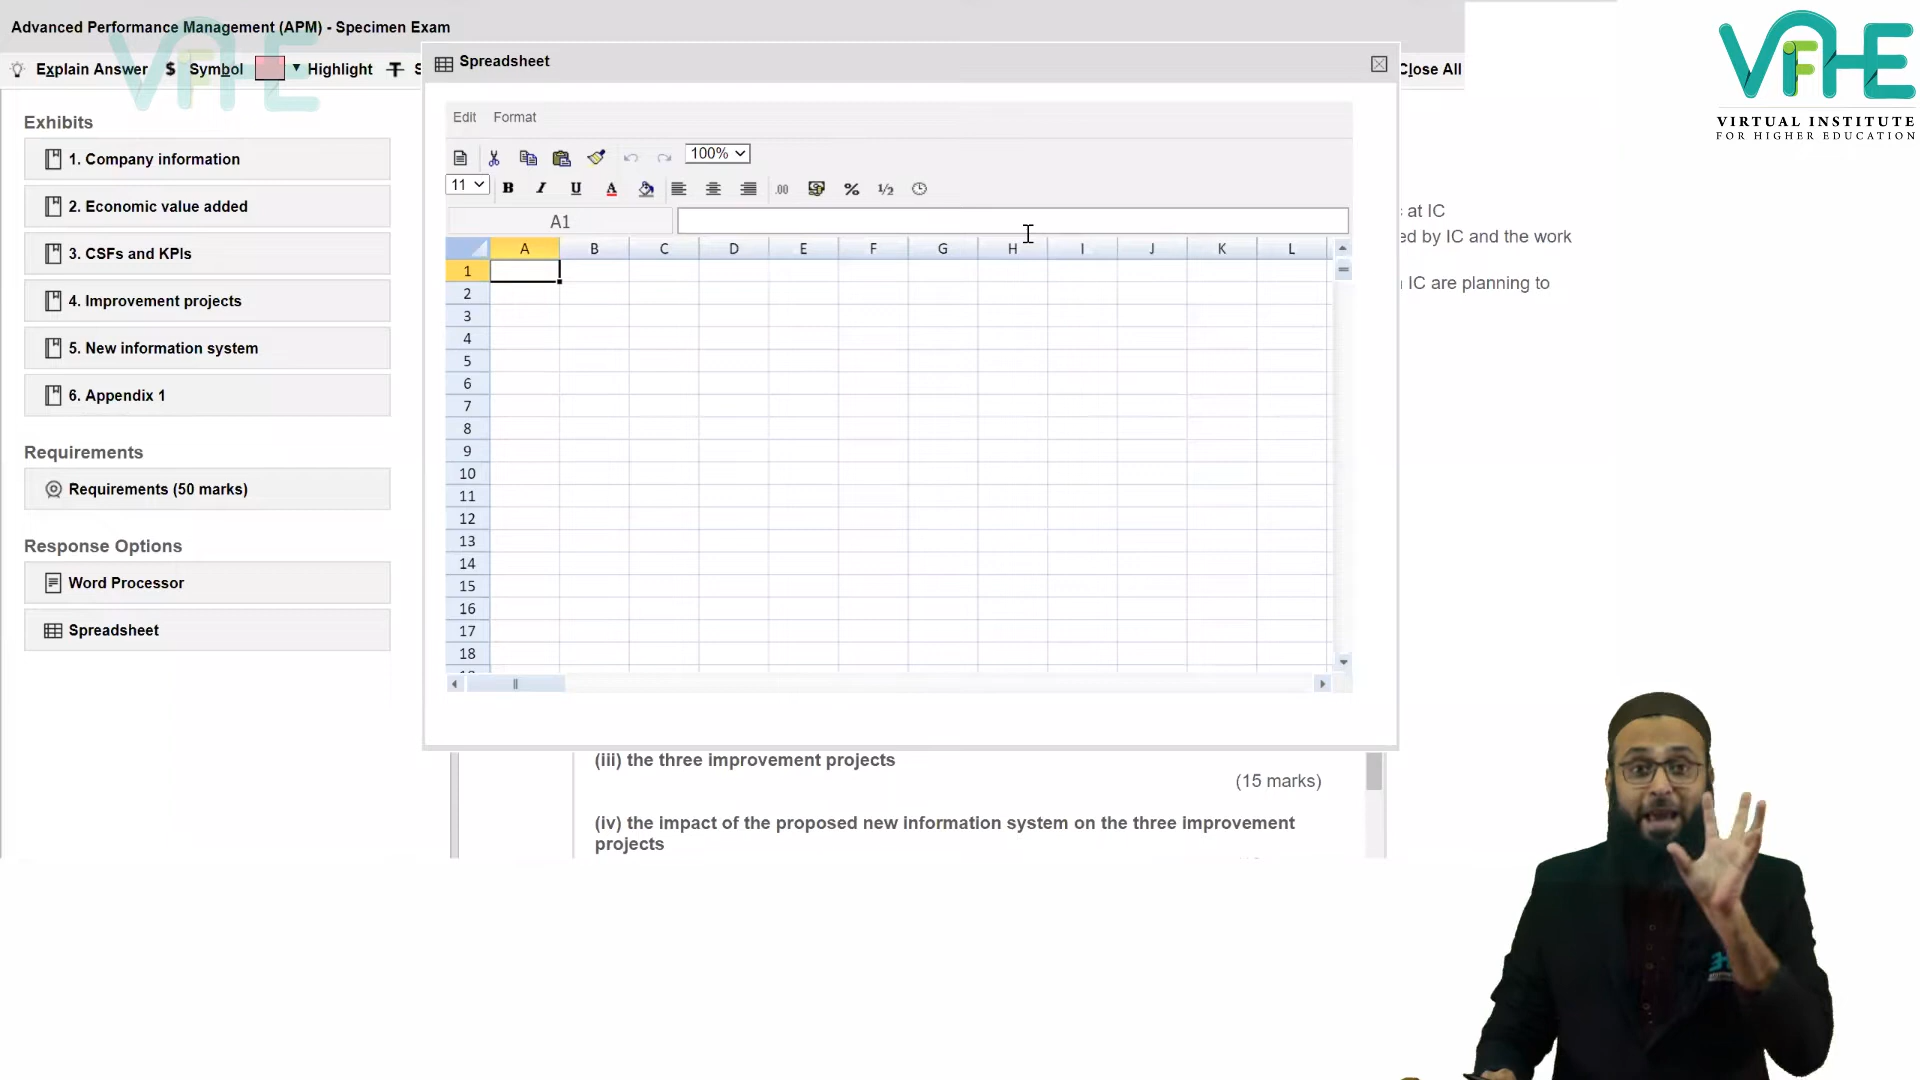 Advanced Performance Management (APM) - Specimen Exam
Explain Answer $ Symbol Highlight T S
Close All
VIFHE
VIRTUAL INSTITUTE
FOR HIGHER EDUCATION
Exhibits
1. Company information
2. Economic value added
3. CSFs and KPIs
4. Improvement projects
5. New information system
6. Appendix 1
Requirements
Requirements (50 marks)
Response Options
Word Processor
Spreadsheet
Spreadsheet
Edit Format
100%
11 B I U A .00 % 1/2
A1
A B C D E F G H I J K L
1
2
3
4
5
6
7
8
9
10
11
12
13
14
15
16
17
18
at IC
ed by IC and the work
IC are planning to
(iii) the three improvement projects
(15 marks)
(iv) the impact of the proposed new information system on the three improvement
projects